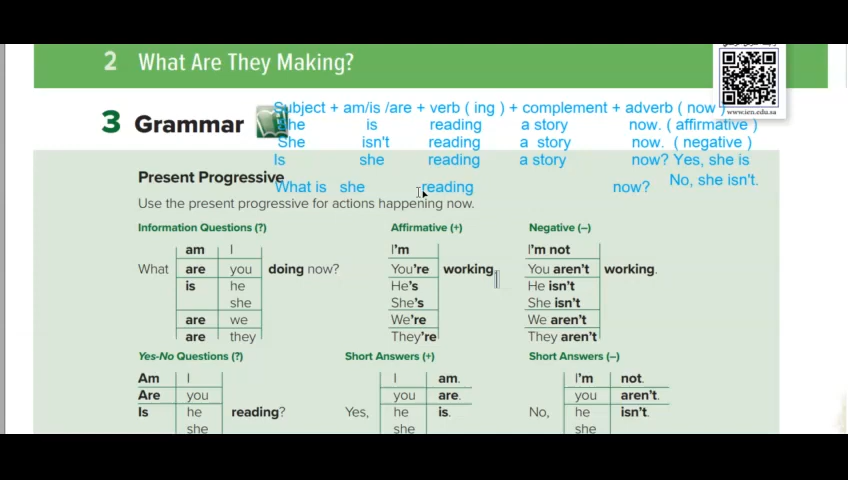 2 What Are They Making?
www.ien.edu.sa
Subject + am/is /are + verb ( ing ) + complement + adverb ( now )
3 Grammar
She is reading a story now. ( affirmative )
She isn't reading a story now. ( negative )
Is she reading a story now? Yes, she is
Present Progressive
No, she isn't.
What is she reading now?
Use the present progressive for actions happening now.
Information Questions (?) Affirmative (+) Negative (–)
am I I'm I'm not
What are you doing now? You're working. You aren't working.
is he He's He isn't
she She's She isn't
are we We're We aren't
are they They're They aren't
Yes-No Questions (?) Short Answers (+) Short Answers (–)
Am I I am. I'm not.
Are you you are. you aren't.
Is he reading? Yes, he is. No, he isn't.
she she she